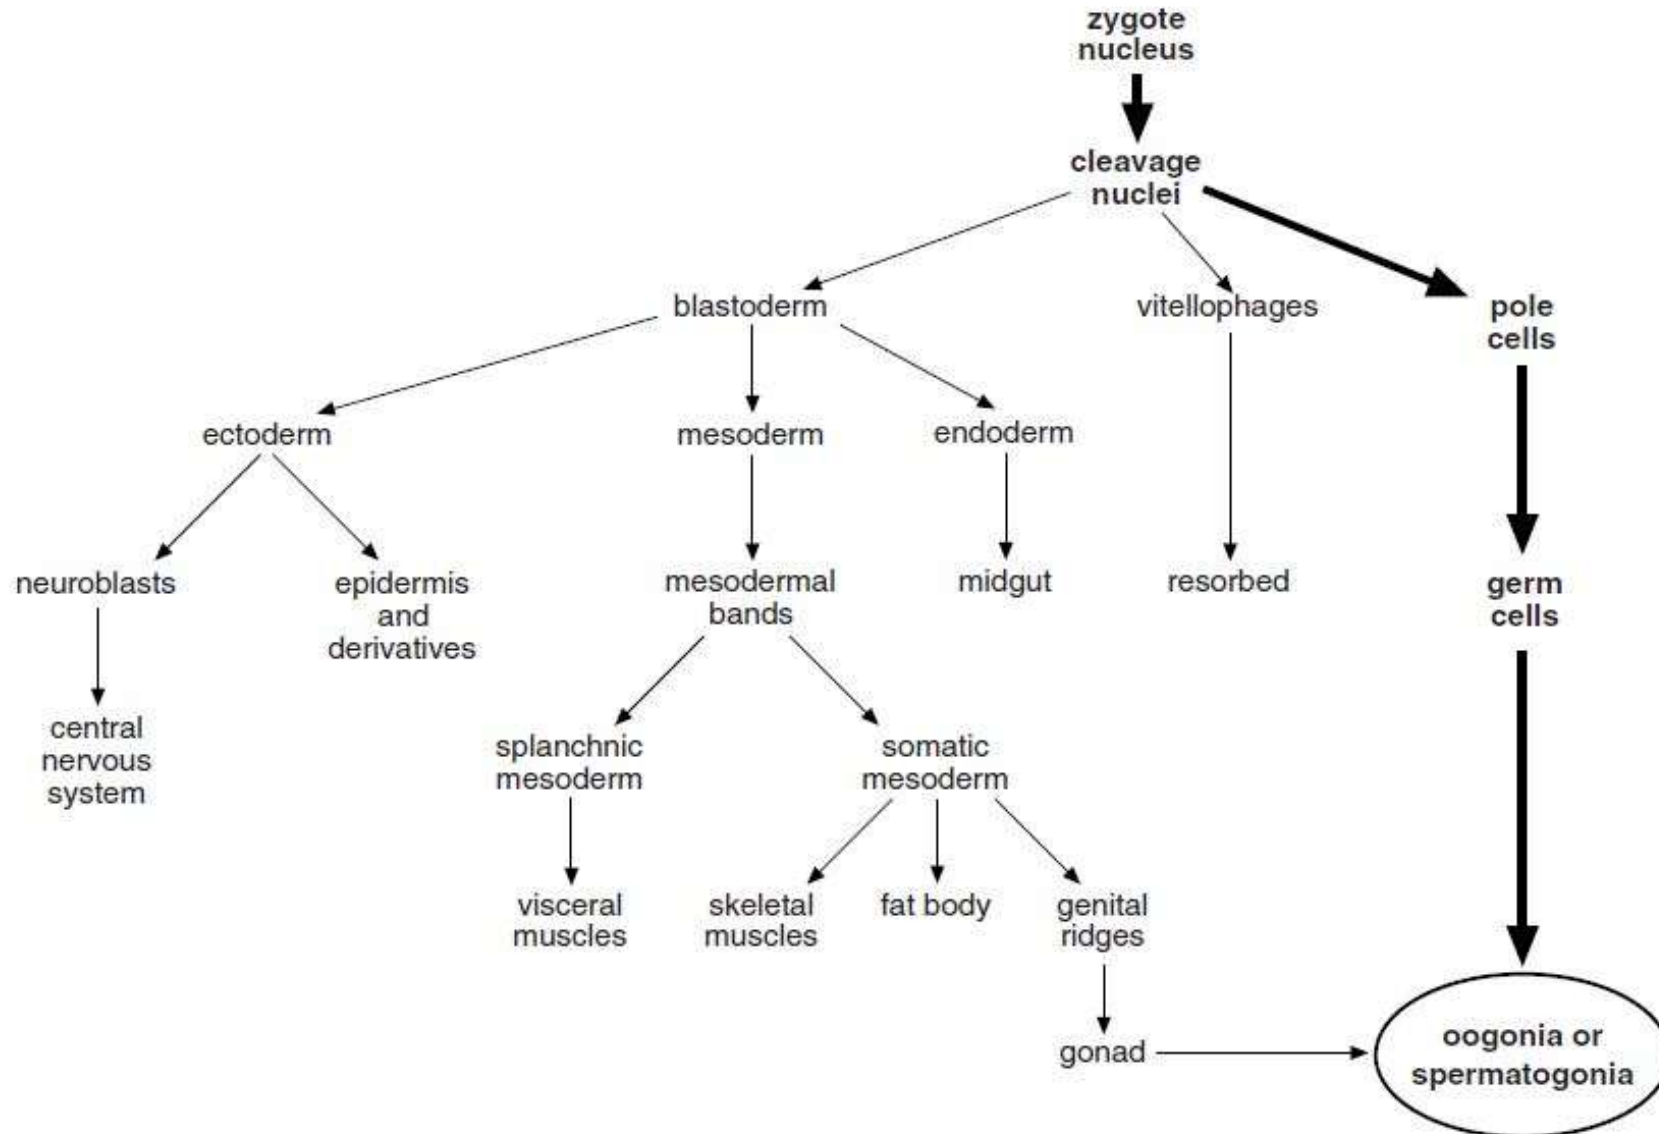 zygote
nucleus
cleavage
nuclei
blastoderm
vitellophages
pole
cells
ectoderm
mesoderm
endoderm
neuroblasts
epidermis
and
derivatives
mesodermal
bands
midgut
resorbed
germ
cells
central
nervous
system
splanchnic
mesoderm
somatic
mesoderm
visceral
muscles
skeletal
muscles
fat body
genital
ridges
gonad
oogonia or
spermatogonia